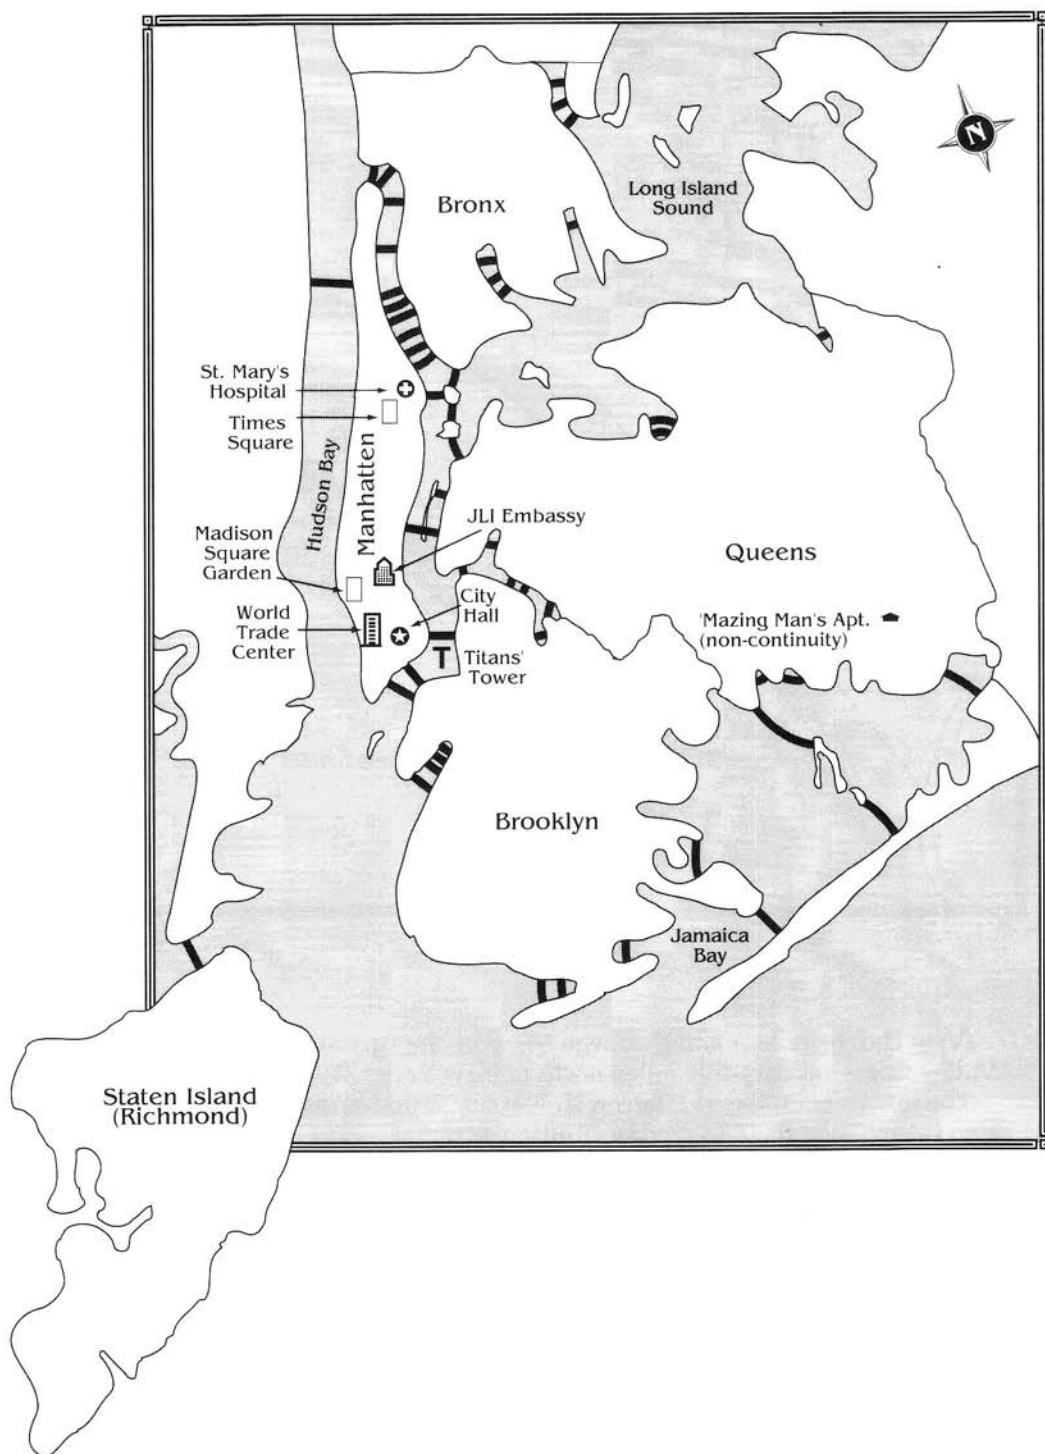 N
Long Island
Sound
Bronx
St. Mary's
Hospital
Times
Square
Hudson Bay
Manhatten
JLI Embassy
Madison
Square
Garden
Queens
City
Hall
World
Trade
Center
'Mazing Man's Apt.
(non-continuity)
T
Titans'
Tower
Brooklyn
Jamaica
Bay
Staten Island
(Richmond)